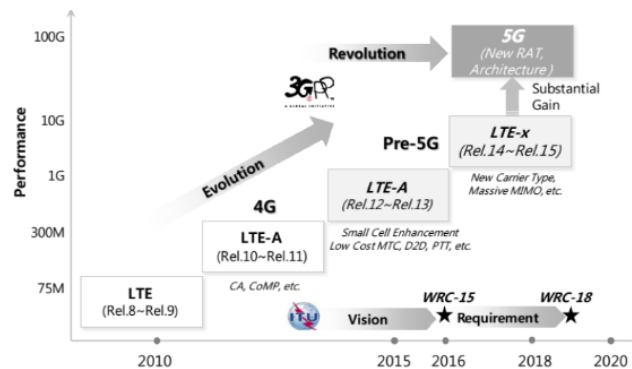 100G
10G
1G
300M
75M
Performance
Revolution
5G
(New RAT,
Architecture )
3GPP
A GLOBAL INITIATIVE
Substantial
Gain
Evolution
Pre-5G
LTE-x
(Rel.14~Rel.15)
New Carrier Type,
Massive MIMO, etc.
LTE-A
(Rel.12~Rel.13)
Small Cell Enhancement
Low Cost MTC, D2D, PTT, etc.
4G
LTE-A
(Rel.10~Rel.11)
CA, CoMP, etc.
LTE
(Rel.8~Rel.9)
ITU
Vision
WRC-15
Requirement
WRC-18
2010
2015
2016
2018
2020